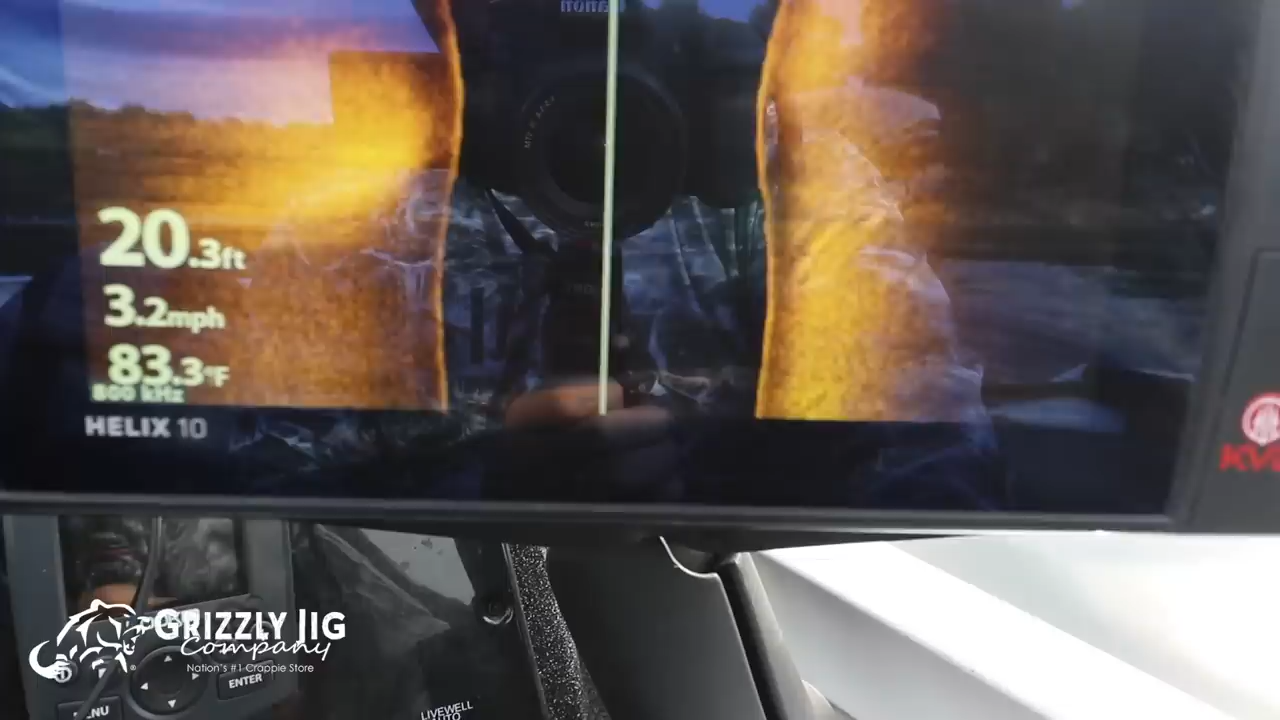 20.3ft
3.2mph
83.3°F
800 kHz
HELIX 10
GRIZZLY JIG
Company
Nation's #1 Crappie Store
ENTER
LIVEWELL
AUTO